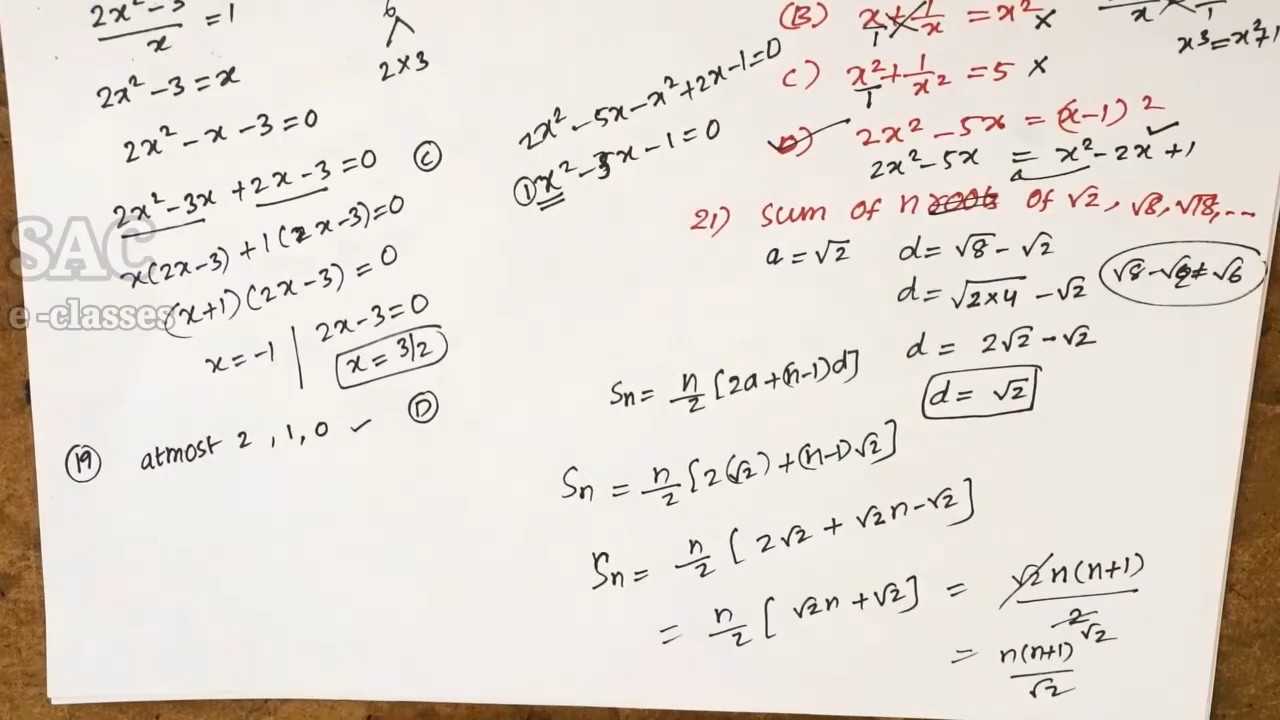 2x² - 3 / x = 1
2x² - 3 = x
2x² - x - 3 = 0
2x² - 3x + 2x - 3 = 0 (C)
x(2x-3) + 1(2x-3) = 0
(x+1)(2x-3) = 0
x = -1 | 2x - 3 = 0
x = 3/2
(19) atmost 2, 1, 0 ✓ (D)
6
2 × 3
2x² - 5x - x² + 2x - 1 = 0
(1) x² - 3x - 1 = 0
(B) x/1 + 1/x = x² ×
x³ = x² + 1
C) x²/1 + 1/x² = 5 ×
D) 2x² - 5x = (x-1)² ✓
2x² - 5x = x² - 2x + 1
21) Sum of n roots of √2, √8, √18, ...
a = √2 d = √8 - √2
d = √2×4 - √2
√8 - √2 ≠ √6
d = 2√2 - √2
d = √2
Sn = n/2 [2a + (n-1)d]
Sn = n/2 [2(√2) + (n-1)√2]
Sn = n/2 [2√2 + √2n - √2]
= n/2 [√2n + √2] = √2 n(n+1) / 2
√2
= n(n+1) / √2
SAC
e-classes